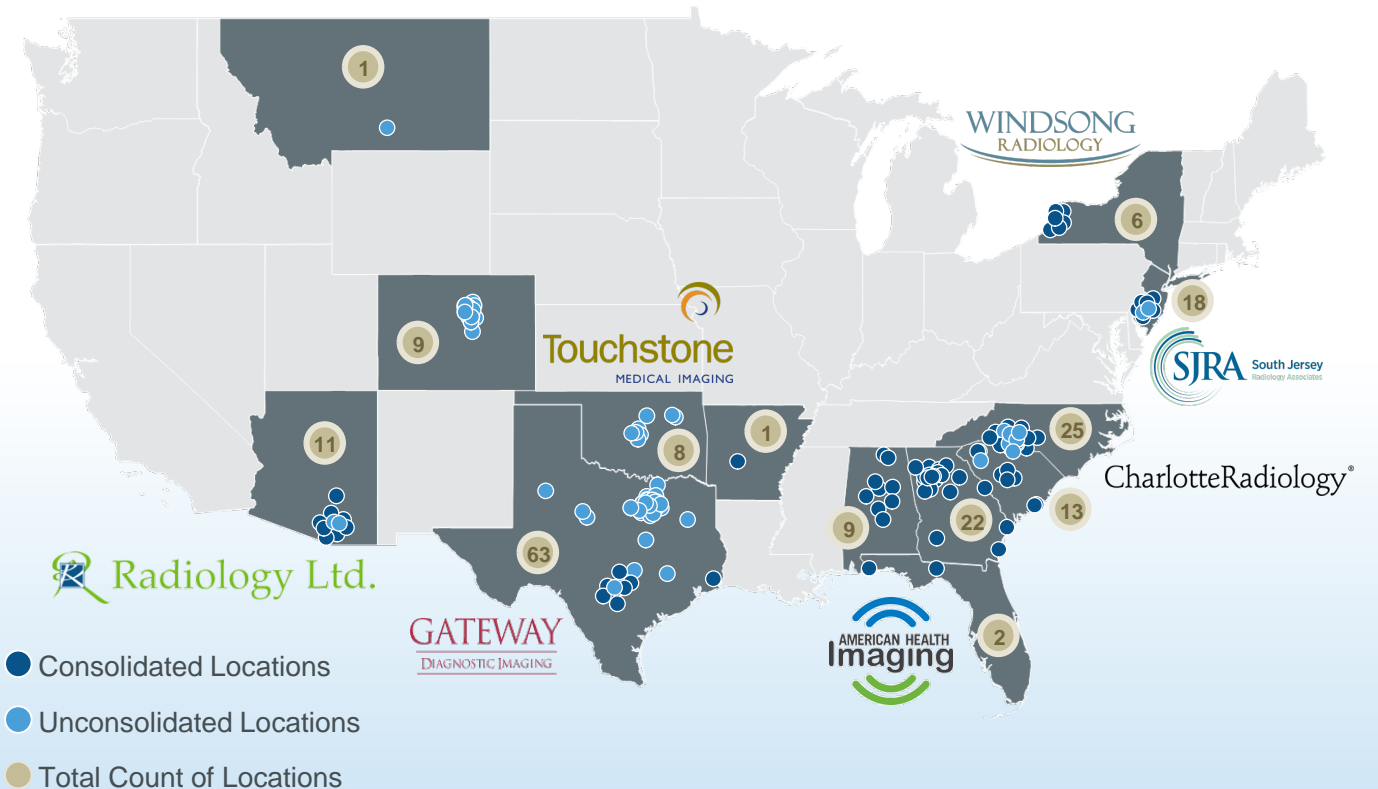 1
WINDSONG
RADIOLOGY
6
18
9
Touchstone
MEDICAL IMAGING
SJRA South Jersey
Radiology Associates
11
8
1
25
CharlotteRadiology®
63
9
22
13
Radiology Ltd.
GATEWAY
DIAGNOSTIC IMAGING
AMERICAN HEALTH
Imaging
2
Consolidated Locations
Unconsolidated Locations
Total Count of Locations